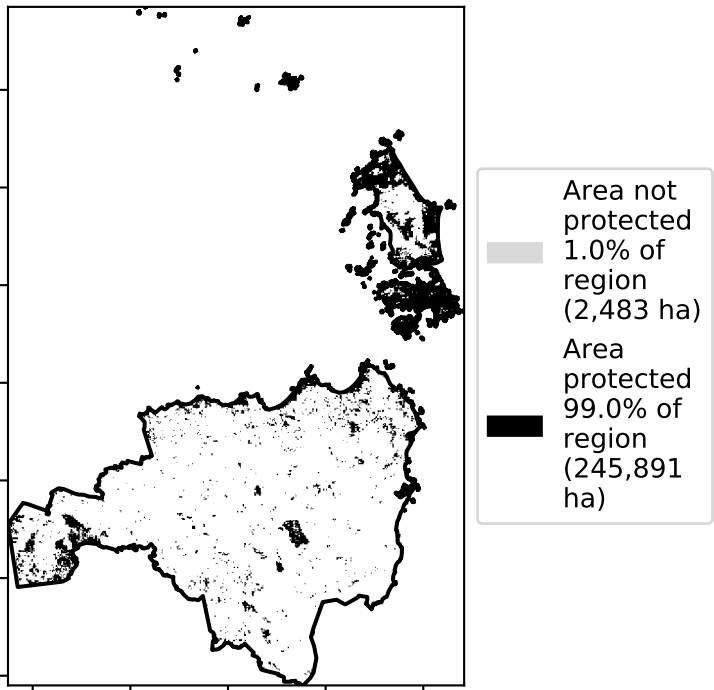 Area not
protected
1.0% of
region
(2,483 ha)
Area
protected
99.0% of
region
(245,891
ha)